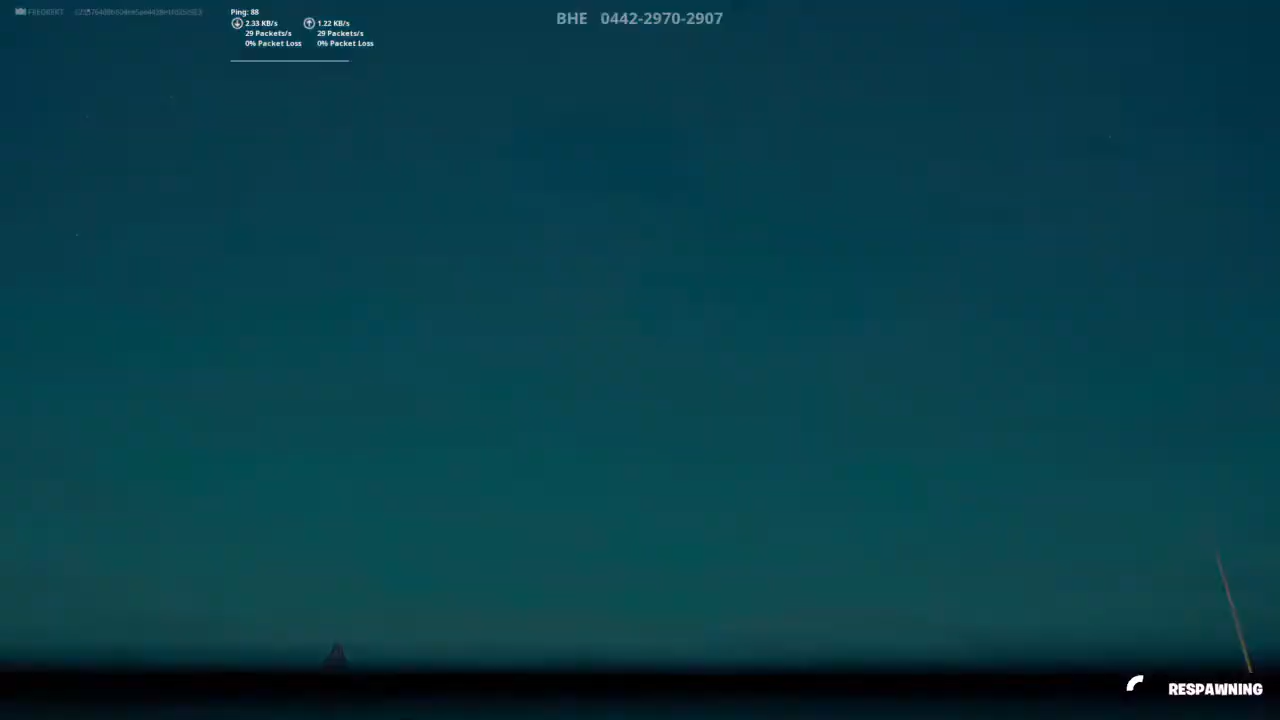 FREOKERT
Ping: 88
2.33 KB/s 1.22 KB/s
29 Packets/s 29 Packets/s
0% Packet Loss 0% Packet Loss
BHE 0442-2970-2907
RESPAWNING